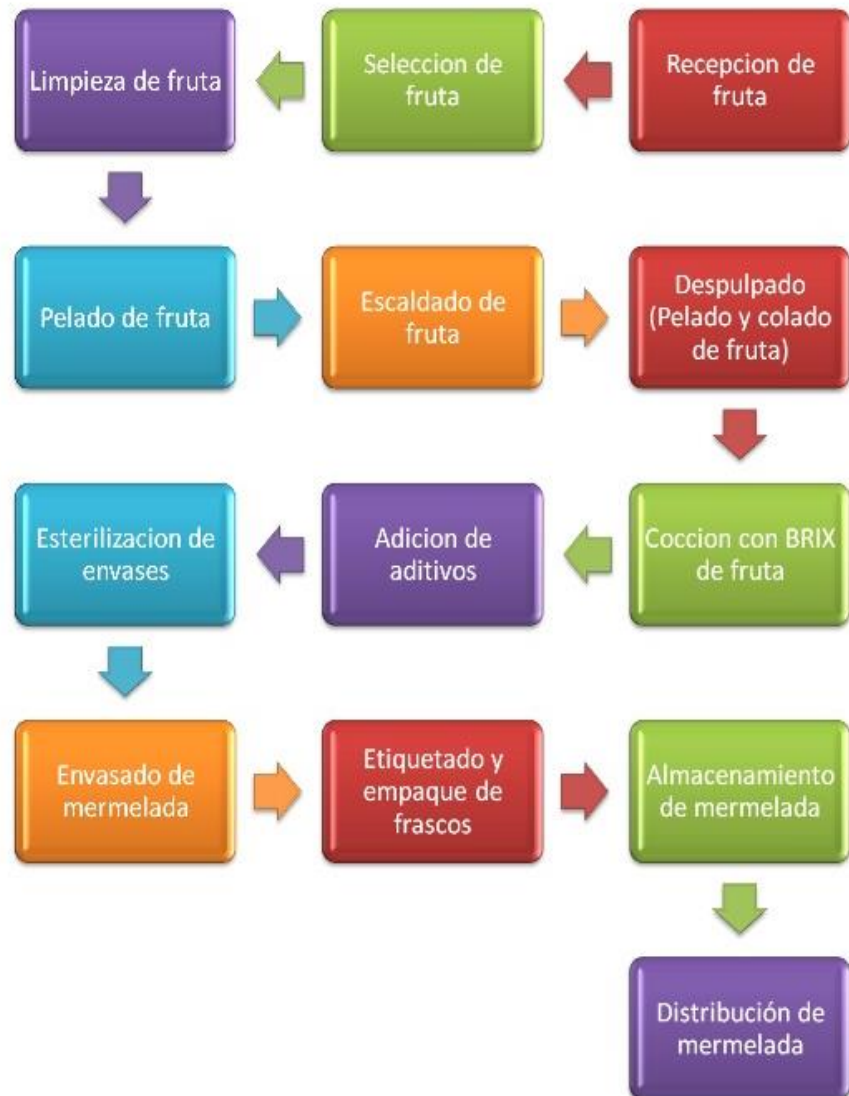 Limpieza de fruta
Seleccion de
fruta
Recepcion de
fruta
Pelado de fruta
Escaldado de
fruta
Despulpado
(Pelado y colado
de fruta)
Esterilizacion de
envases
Adicion de
aditivos
Coccion con BRIX
de fruta
Envasado de
mermelada
Etiquetado y
empaque de
frascos
Almacenamiento
de mermelada
Distribución de
mermelada